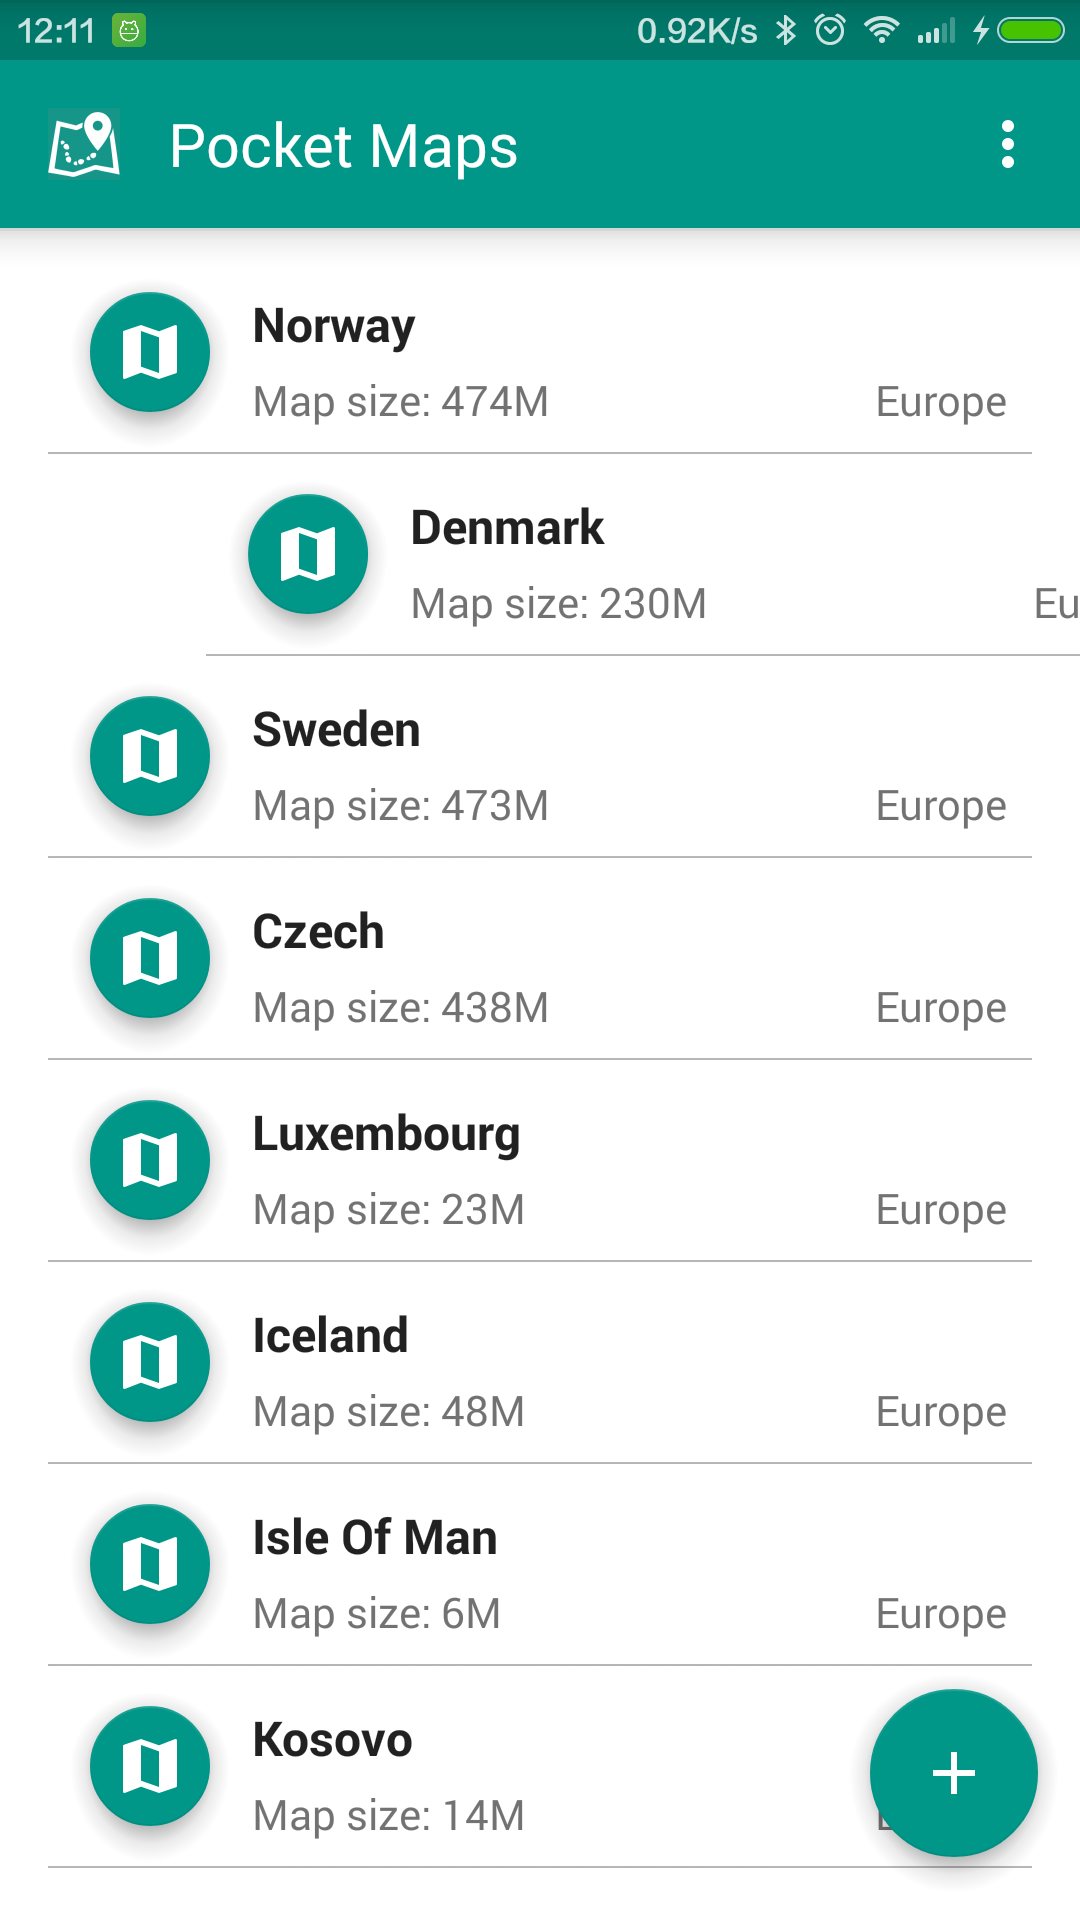 12:11 0.92K/s
Pocket Maps
Norway
Map size: 474M Europe
Denmark
Map size: 230M Eu
Sweden
Map size: 473M Europe
Czech
Map size: 438M Europe
Luxembourg
Map size: 23M Europe
Iceland
Map size: 48M Europe
Isle Of Man
Map size: 6M Europe
Kosovo
Map size: 14M